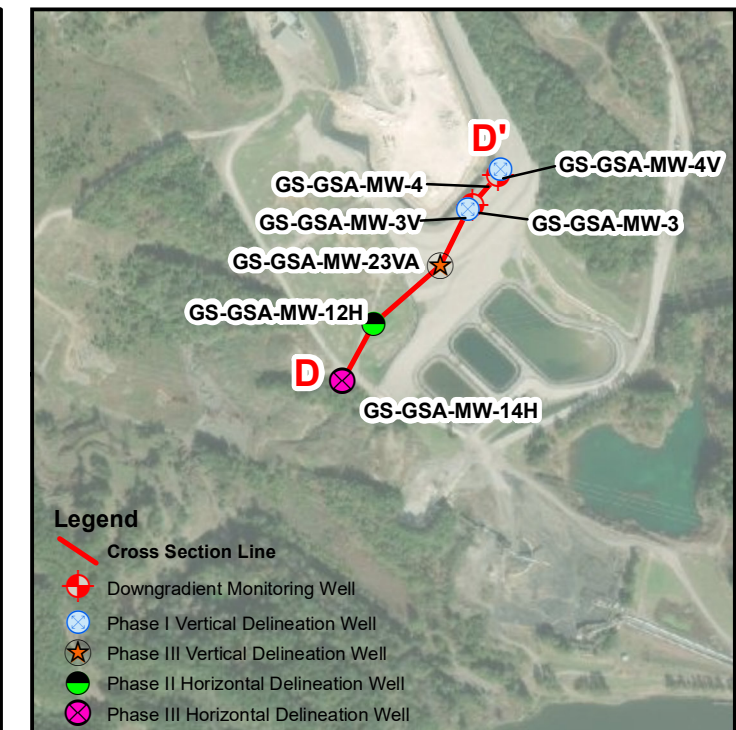 D'
GS-GSA-MW-4V
GS-GSA-MW-4
GS-GSA-MW-3V
GS-GSA-MW-3
GS-GSA-MW-23VA
GS-GSA-MW-12H
D
GS-GSA-MW-14H
Legend
Cross Section Line
Downgradient Monitoring Well
Phase I Vertical Delineation Well
Phase III Vertical Delineation Well
Phase II Horizontal Delineation Well
Phase III Horizontal Delineation Well